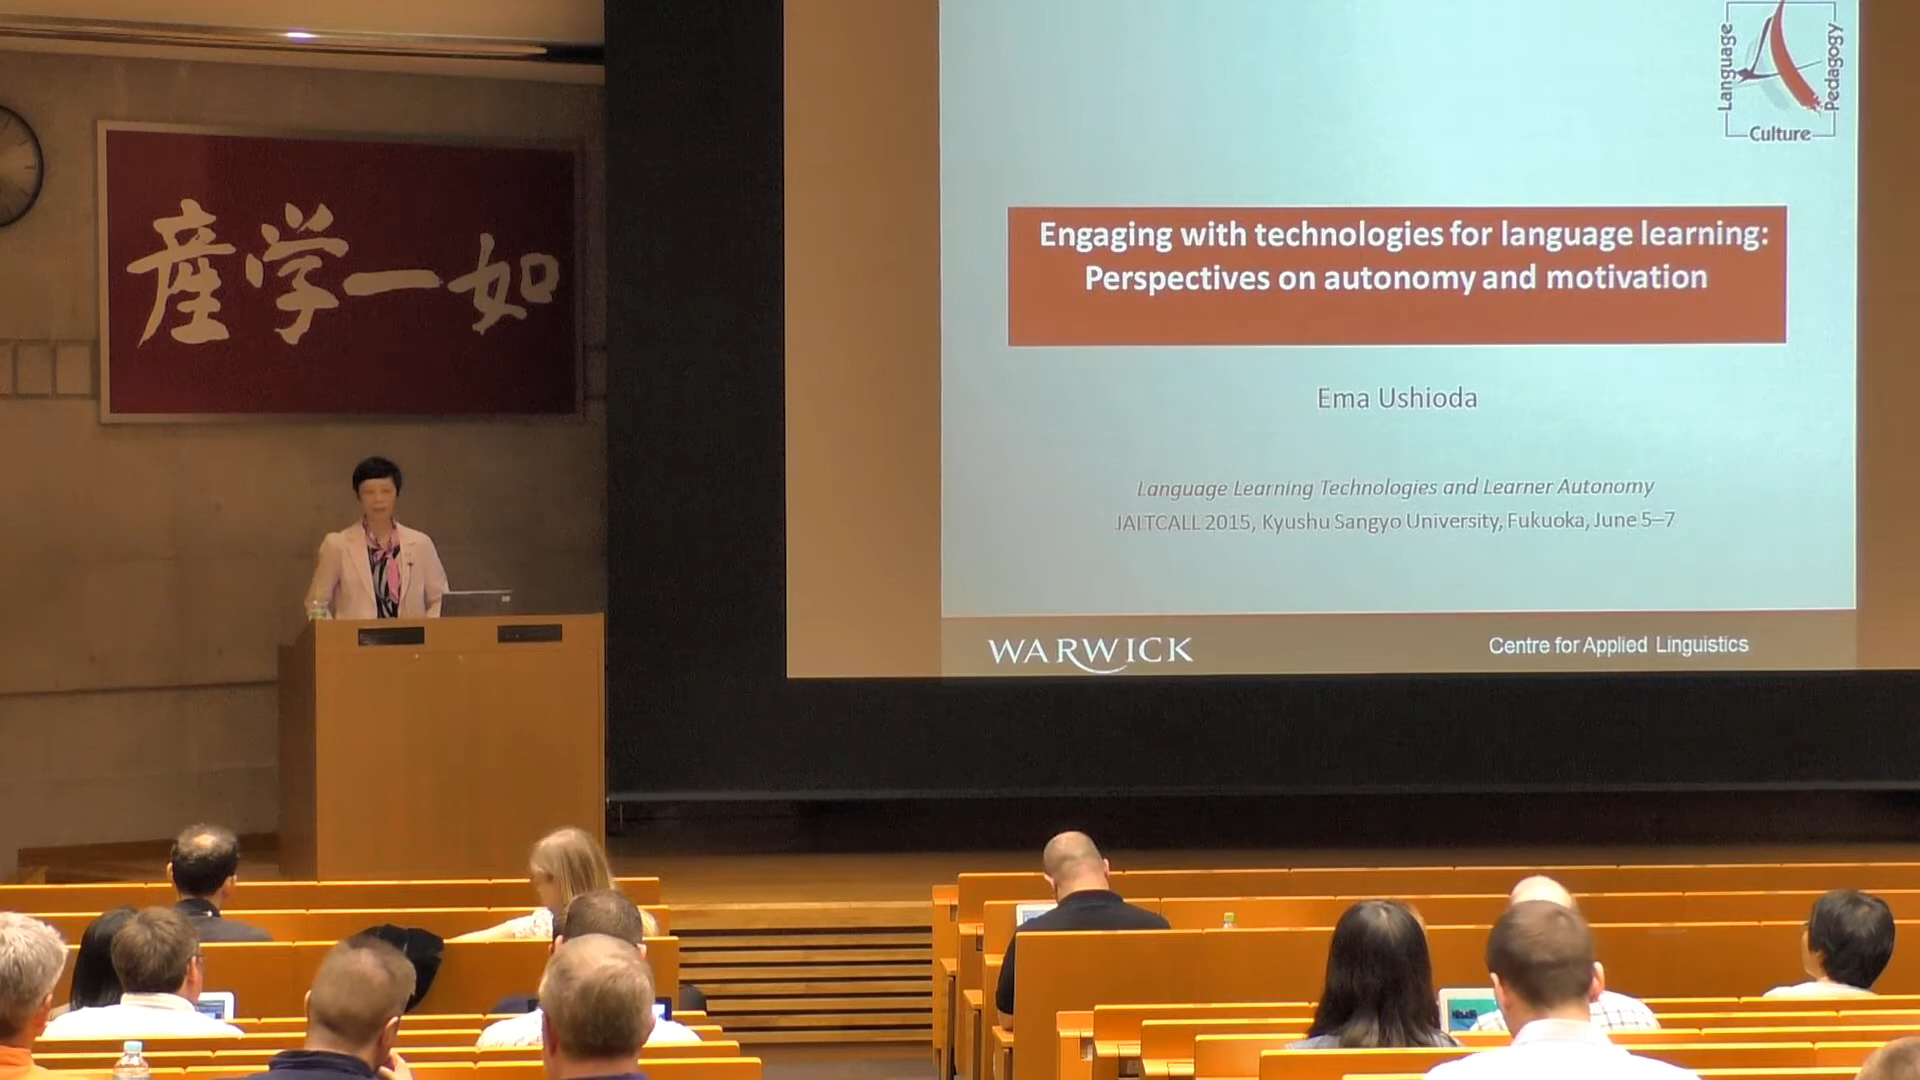 産学一如
Language
Pedagogy
Culture
Engaging with technologies for language learning:
Perspectives on autonomy and motivation
Ema Ushioda
Language Learning Technologies and Learner Autonomy
JALTCALL 2015, Kyushu Sangyo University, Fukuoka, June 5–7
WARWICK
Centre for Applied Linguistics